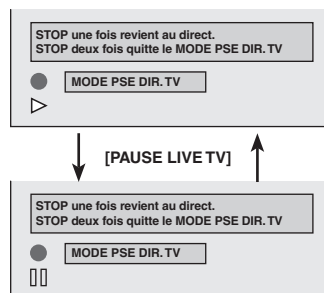 STOP une fois revient au direct.
STOP deux fois quitte le MODE PSE DIR. TV
MODE PSE DIR. TV
[PAUSE LIVE TV]
STOP une fois revient au direct.
STOP deux fois quitte le MODE PSE DIR. TV
MODE PSE DIR. TV